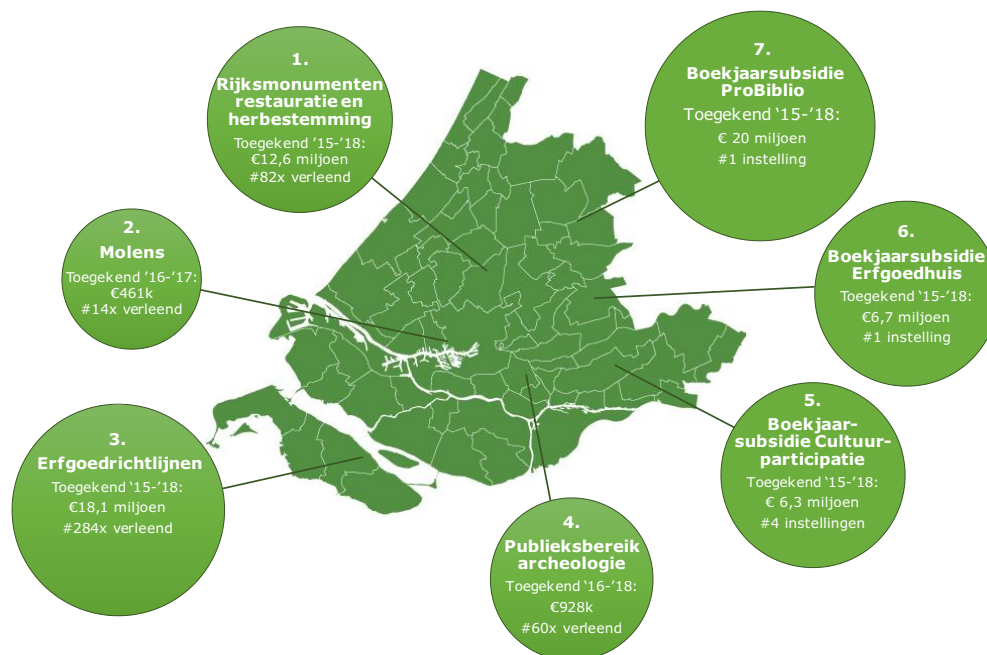 1.
Rijksmonumenten
restauratie en
herbestemming
Toegekend ’15-’18:
€12,6 miljoen
#82x verleend
2.
Molens
Toegekend ’16-’17:
€461k
#14x verleend
3.
Erfgoedrichtlijnen
Toegekend ‘15-’18:
€18,1 miljoen
#284x verleend
4.
Publieksbereik
archeologie
Toegekend ‘16-’18:
€928k
#60x verleend
5.
Boekjaar-
subsidie Cultuur-
participatie
Toegekend ‘15-’18:
€ 6,3 miljoen
#4 instellingen
6.
Boekjaarsubsidie
Erfgoedhuis
Toegekend ‘15-’18:
€6,7 miljoen
#1 instelling
7.
Boekjaarsubsidie
ProBiblio
Toegekend ‘15-’18:
€ 20 miljoen
#1 instelling